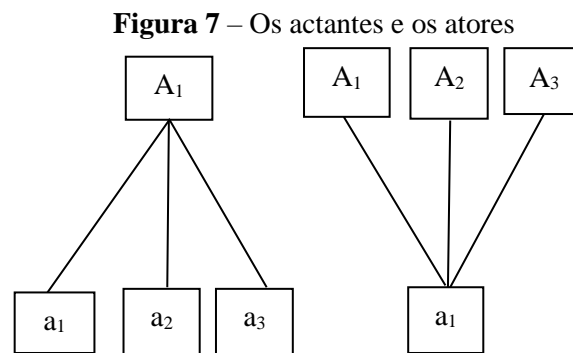 Figura 7 – Os actantes e os atores
A₁
A₁ A₂ A₃
a₁ a₂ a₃
a₁